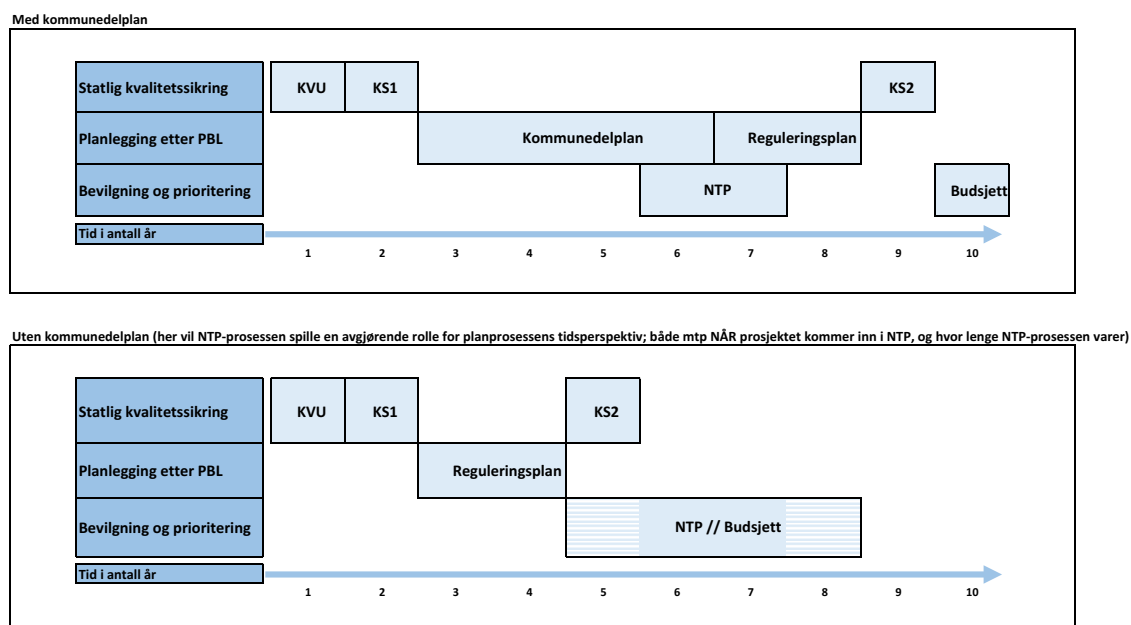 Med kommunedelplan
Statlig kvalitetssikring KVU KS1 KS2
Planlegging etter PBL Kommunedelplan Reguleringsplan
Bevilgning og prioritering NTP Budsjett
Tid i antall år
1 2 3 4 5 6 7 8 9 10
Uten kommunedelplan (her vil NTP-prosessen spille en avgjørende rolle for planprosessens tidsperspektiv; både mtp NÅR prosjektet kommer inn i NTP, og hvor lenge NTP-prosessen varer)
Statlig kvalitetssikring KVU KS1 KS2
Planlegging etter PBL Reguleringsplan
Bevilgning og prioritering NTP // Budsjett
Tid i antall år
1 2 3 4 5 6 7 8 9 10